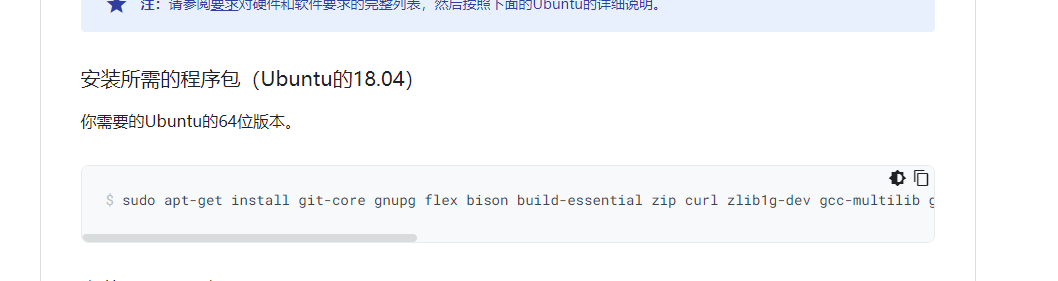 注：请参阅要求对硬件和软件要求的完整列表，然后按照下面的Ubuntu的详细说明。
安装所需的程序包（Ubuntu的18.04）
你需要的Ubuntu的64位版本。
$ sudo apt-get install git-core gnupg flex bison build-essential zip curl zlib1g-dev gcc-multilib g